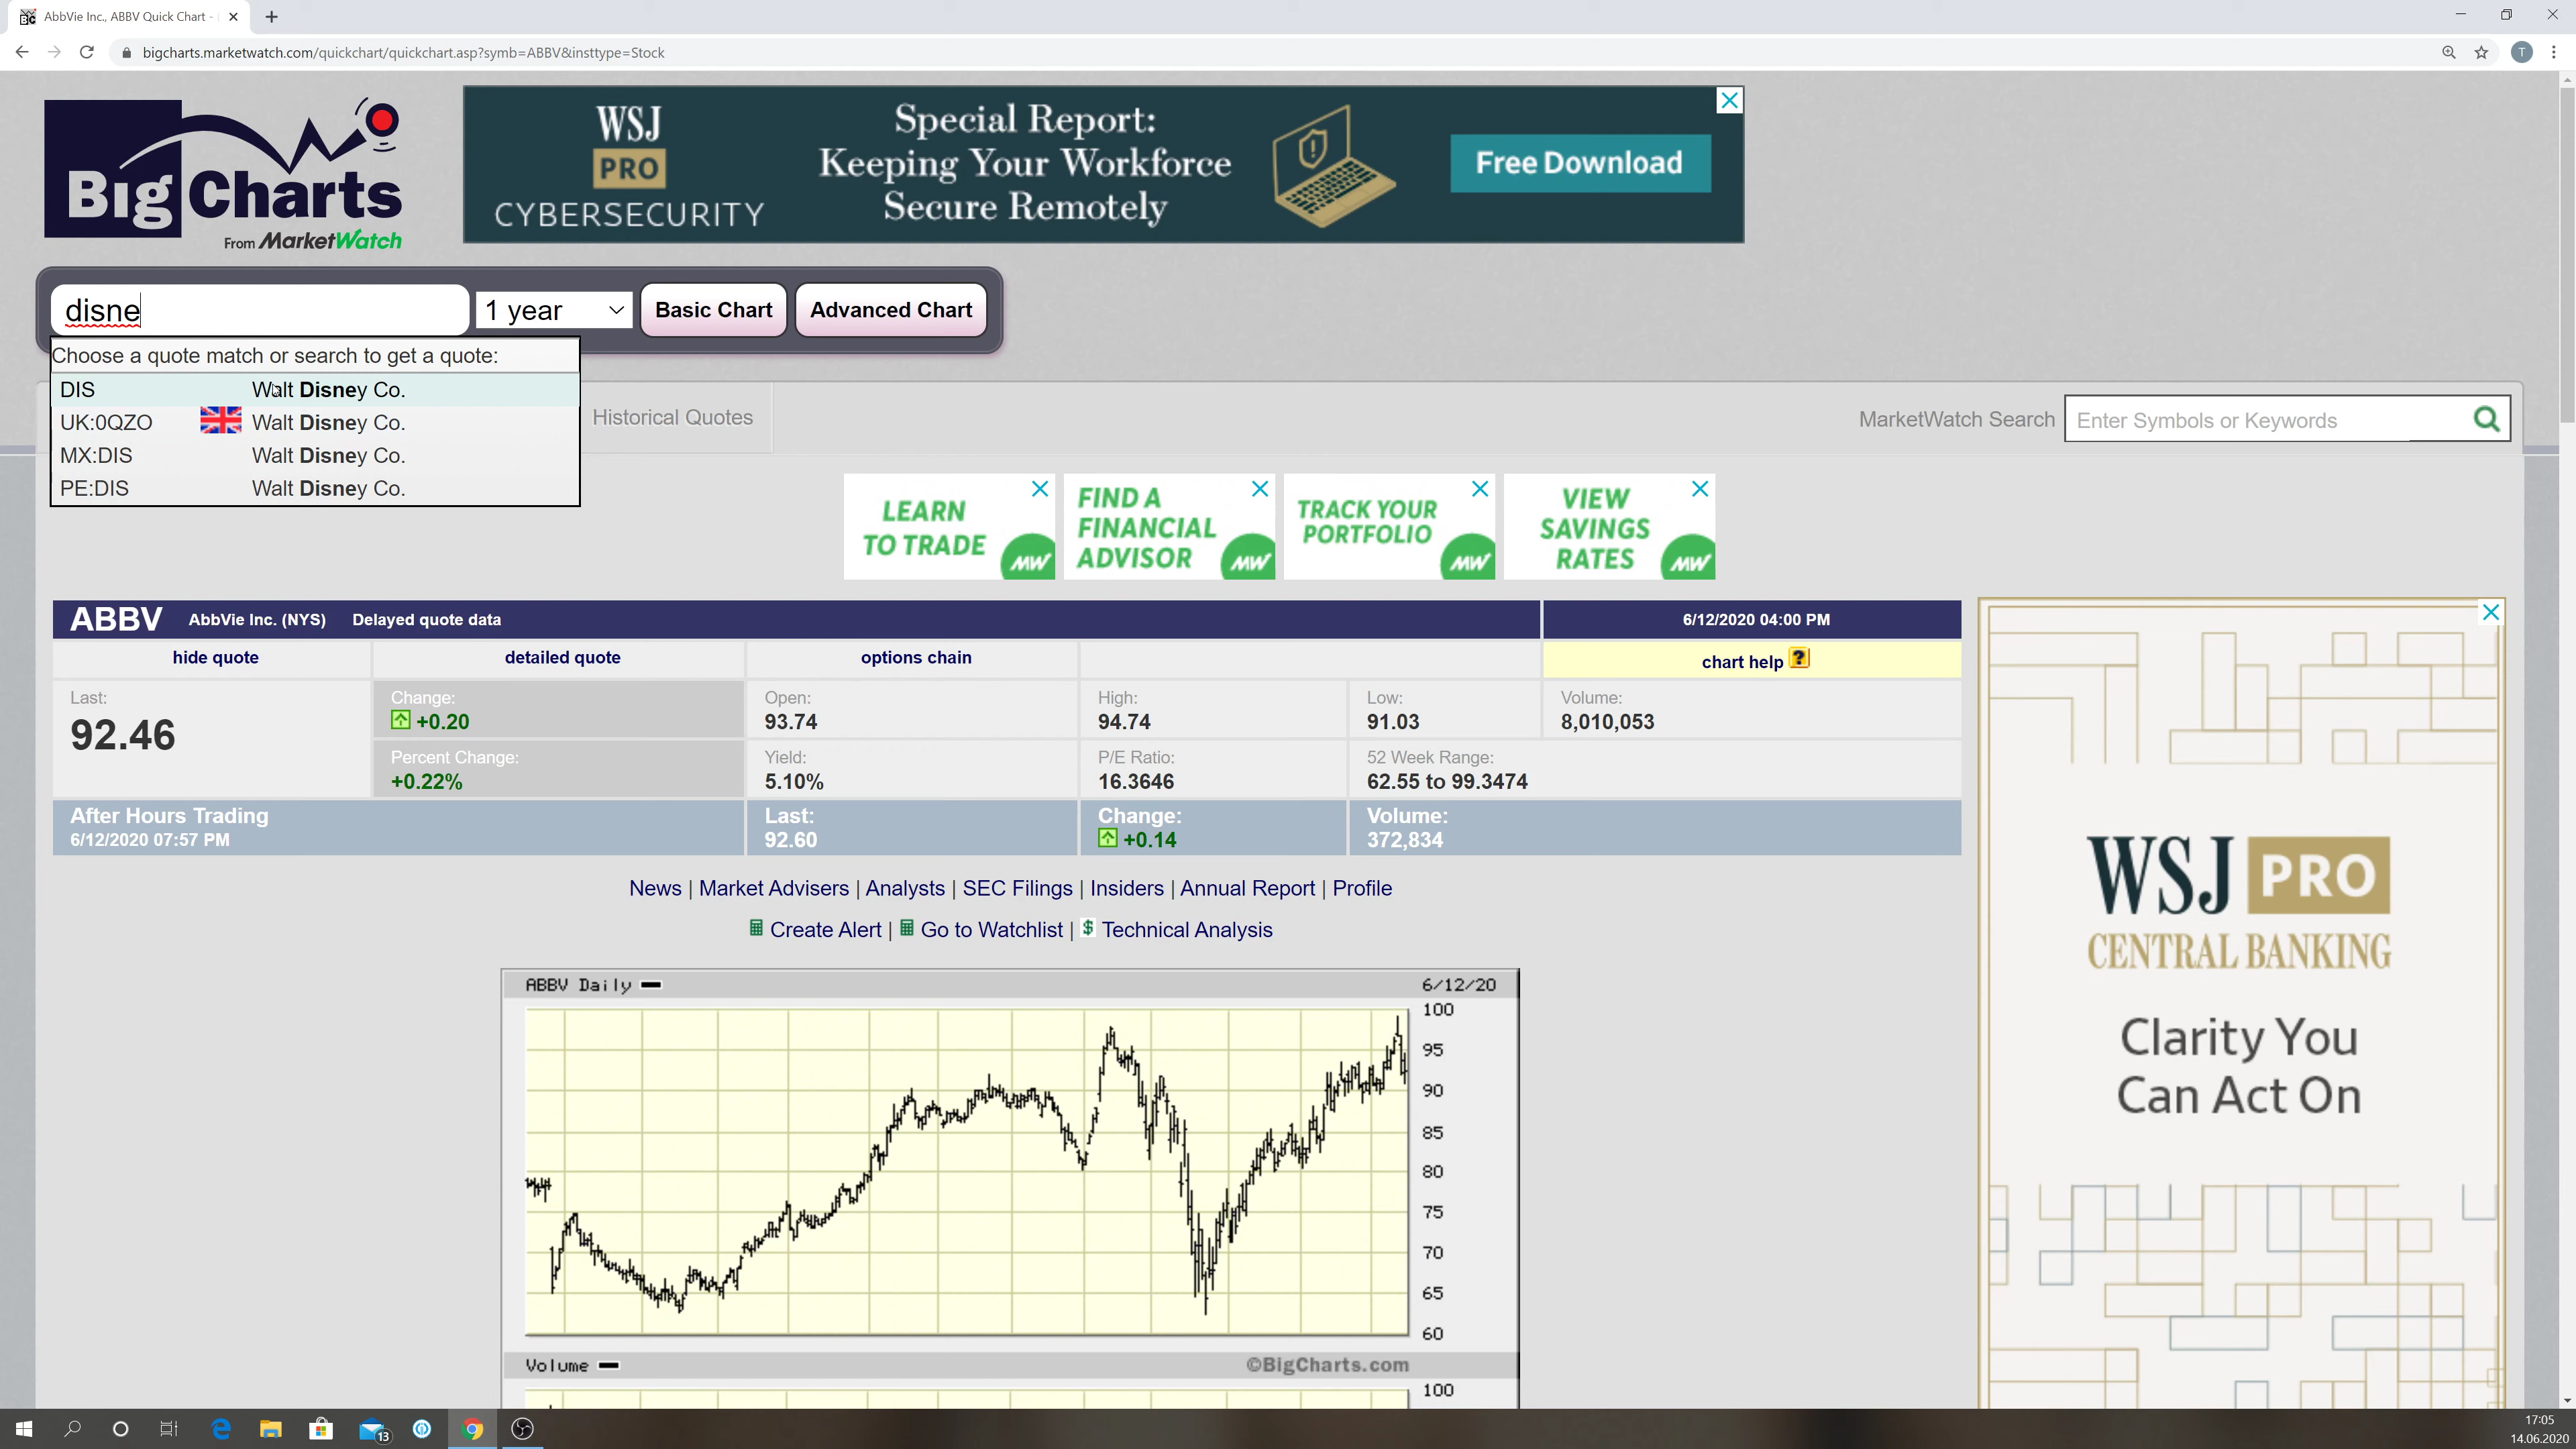 AbbVie Inc., ABBV Quick Chart -
bigcharts.marketwatch.com/quickchart/quickchart.asp?symb=ABBV&insttype=Stock
T
BigCharts
From MarketWatch
WSJ
PRO
CYBERSECURITY
Special Report:
Keeping Your Workforce
Secure Remotely
Free Download
disne
1 year
Basic Chart
Advanced Chart
Choose a quote match or search to get a quote:
DIS Walt Disney Co.
UK:0QZO Walt Disney Co.
MX:DIS Walt Disney Co.
PE:DIS Walt Disney Co.
Historical Quotes
MarketWatch Search
Enter Symbols or Keywords
LEARN
TO TRADE
MW
FIND A
FINANCIAL
ADVISOR
MW
TRACK YOUR
PORTFOLIO
MW
VIEW
SAVINGS
RATES
MW
ABBV AbbVie Inc. (NYS) Delayed quote data 6/12/2020 04:00 PM
hide quote detailed quote options chain chart help ?
Last:
92.46
Change:
+0.20
Open:
93.74
High:
94.74
Low:
91.03
Volume:
8,010,053
Percent Change:
+0.22%
Yield:
5.10%
P/E Ratio:
16.3646
52 Week Range:
62.55 to 99.3474
After Hours Trading
6/12/2020 07:57 PM
Last:
92.60
Change:
+0.14
Volume:
372,834
News | Market Advisers | Analysts | SEC Filings | Insiders | Annual Report | Profile
Create Alert | Go to Watchlist | $ Technical Analysis
ABBV Daily 6/12/20
100
95
90
85
80
75
70
65
60
Volume ©BigCharts.com
100
WSJ PRO
CENTRAL BANKING
Clarity You
Can Act On
13
17:05
14.06.2020